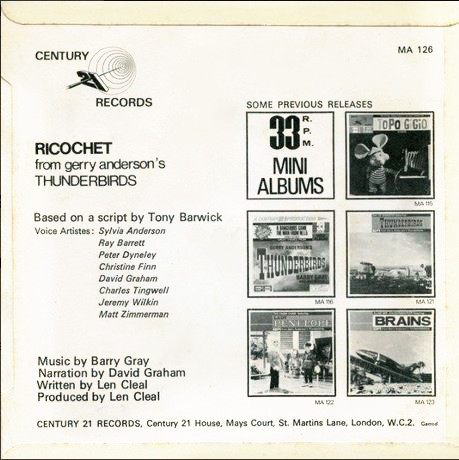 CENTURY
21
RECORDS
MA 126
RICOCHET
from gerry anderson's
THUNDERBIRDS
Based on a script by Tony Barwick
Voice Artistes: Sylvia Anderson
Ray Barrett
Peter Dyneley
Christine Finn
David Graham
Charles Tingwell
Jeremy Wilkin
Matt Zimmerman
Music by Barry Gray
Narration by David Graham
Written by Len Cleal
Produced by Len Cleal
SOME PREVIOUS RELEASES
33 R.P.M.
MINI
ALBUMS
TOPO GIGIO
MA 115
THUNDERBIRDS
MA 116
THUNDERBIRDS
MA 121
PENELOPE
MA 122
BRAINS
MA 123
CENTURY 21 RECORDS, Century 21 House, Mays Court, St. Martins Lane, London, W.C.2. Garrod